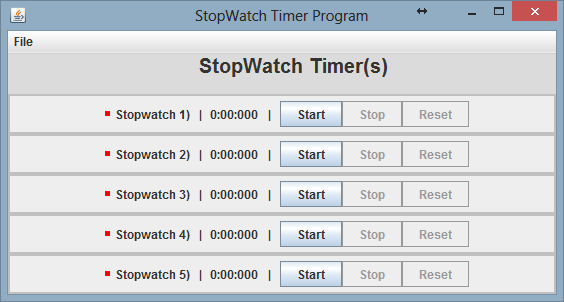 StopWatch Timer Program
File
StopWatch Timer(s)
Stopwatch 1) | 0:00:000 | Start Stop Reset
Stopwatch 2) | 0:00:000 | Start Stop Reset
Stopwatch 3) | 0:00:000 | Start Stop Reset
Stopwatch 4) | 0:00:000 | Start Stop Reset
Stopwatch 5) | 0:00:000 | Start Stop Reset